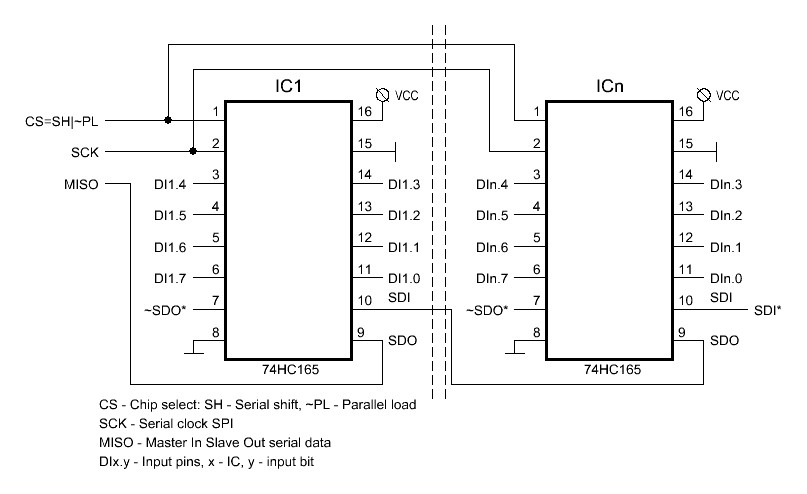 IC1 ICn
VCC VCC
1 16 1 16
CS=SH|~PL
2 15 2 15
SCK
3 14 3 14
MISO DI1.4 DI1.3 DIn.4 DIn.3
4 13 4 13
DI1.5 DI1.2 DIn.5 DIn.2
5 12 5 12
DI1.6 DI1.1 DIn.6 DIn.1
6 11 6 11
DI1.7 DI1.0 DIn.7 DIn.0
7 10 SDI 7 10 SDI
~SDO* ~SDO* SDI*
8 9 8 9
SDO SDO
74HC165 74HC165
CS - Chip select: SH - Serial shift, ~PL - Parallel load
SCK - Serial clock SPI
MISO - Master In Slave Out serial data
DIx.y - Input pins, x - IC, y - input bit